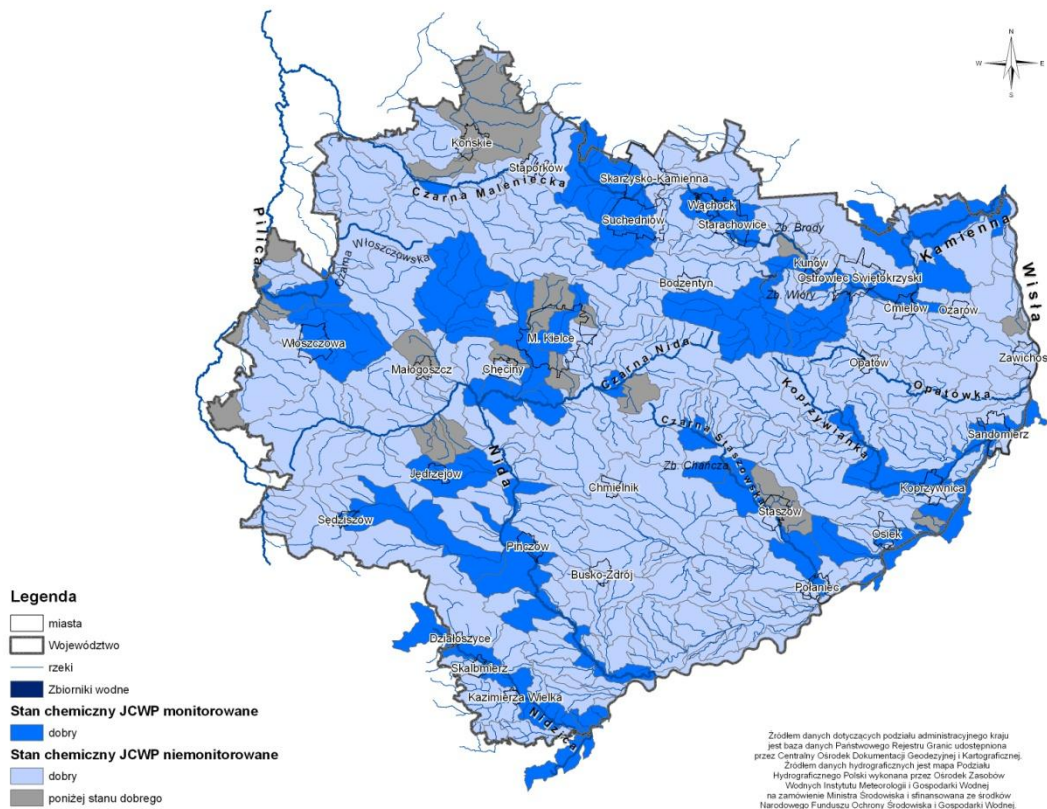 N
W E
S
Końskie
Stąporków
Czarna Maleniecka
Skarżysko-Kamienna
Suchedniów
Wąchock
Starachowice
Zb. Brody
Kunów
Ostrowiec Świętokrzyski
Kamienna
Pilica
Czarna Włoszczowska
Bodzentyn
Zb. Wióry
Ćmielów
Ożarów
Wisła
Włoszczowa
M. Kielce
Małogoszcz
Chęciny
Czarna Nida
Opatów
Zawichost
Opatówka
Koprzywianka
Sandomierz
Czarna Staszowska
Nida
Jędrzejów
Zb. Chańcza
Chmielnik
Koprzywnica
Sędziszów
Staszów
Osiek
Pińczów
Busko-Zdrój
Połaniec
Działoszyce
Skalbmierz
Kazimierza Wielka
Nidzica
Legenda
miasta
Województwo
rzeki
Zbiorniki wodne
Stan chemiczny JCWP monitorowane
dobry
Stan chemiczny JCWP niemonitorowane
dobry
poniżej stanu dobrego
Źródłem danych dotyczących podziału administracyjnego kraju
jest baza danych Państwowego Rejestru Granic udostępniona
przez Centralny Ośrodek Dokumentacji Geodezyjnej i Kartograficznej.
Źródłem danych hydrograficznych jest mapa Podziału
Hydrograficznego Polski wykonana przez Ośrodek Zasobów
Wodnych Instytutu Meteorologii i Gospodarki Wodnej
na zamówienie Ministra Środowiska i sfinansowana ze środków
Narodowego Funduszu Ochrony Środowiska i Gospodarki Wodnej.